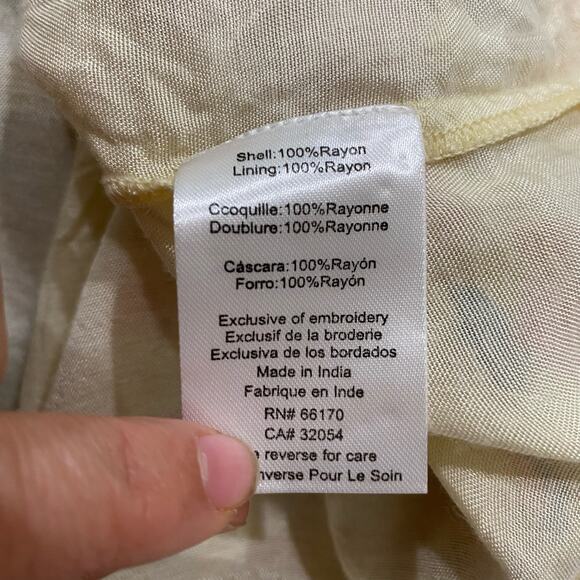 Shell:100%Rayon
Lining:100%Rayon
Ccoquille:100%Rayonne
Doublure:100%Rayonne
Cáscara:100%Rayón
Forro:100%Rayón
Exclusive of embroidery
Exclusif de la broderie
Exclusiva de los bordados
Made in India
Fabrique en Inde
RN# 66170
CA# 32054
reverse for care
Pour Le Soin